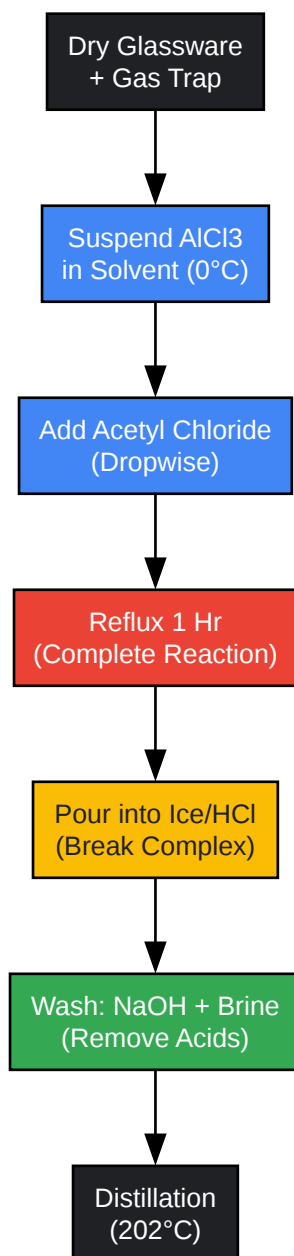 Dry Glassware
+ Gas Trap
Suspend AlCl3
in Solvent (0°C)
Add Acetyl Chloride
(Dropwise)
Reflux 1 Hr
(Complete Reaction)
Pour into Ice/HCl
(Break Complex)
Wash: NaOH + Brine
(Remove Acids)
Distillation
(202°C)